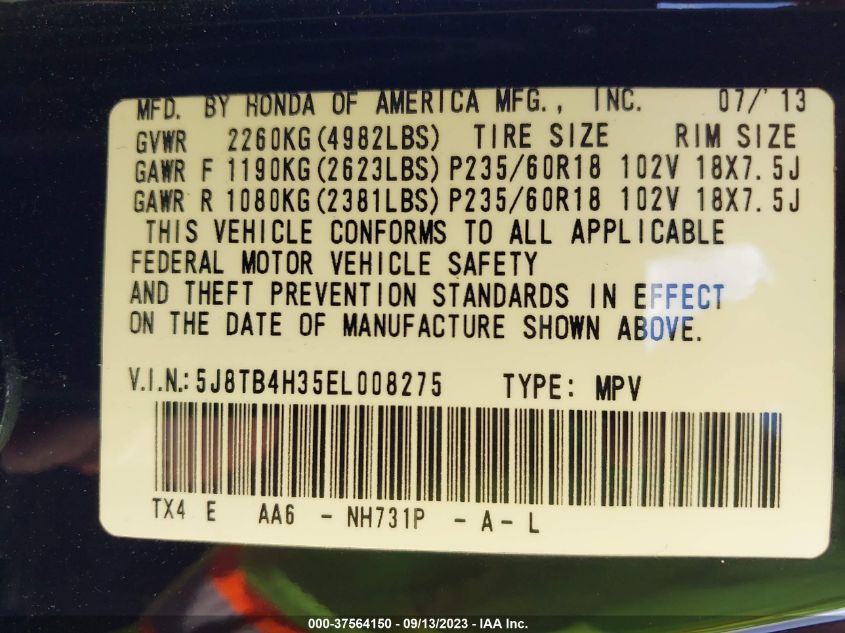 MFD. BY HONDA OF AMERICA MFG., INC. 07/'13
GVWR 2260KG(4982LBS) TIRE SIZE RIM SIZE
GAWR F 1190KG(2623LBS) P235/60R18 102V 18X7.5J
GAWR R 1080KG(2381LBS) P235/60R18 102V 18X7.5J
THIS VEHICLE CONFORMS TO ALL APPLICABLE
FEDERAL MOTOR VEHICLE SAFETY
AND THEFT PREVENTION STANDARDS IN EFFECT
ON THE DATE OF MANUFACTURE SHOWN ABOVE.
V.I.N.: 5J8TB4H35EL008275 TYPE: MPV
TX4 E AA6 - NH731P - A - L
000-37564150 - 09/13/2023 - IAA Inc.